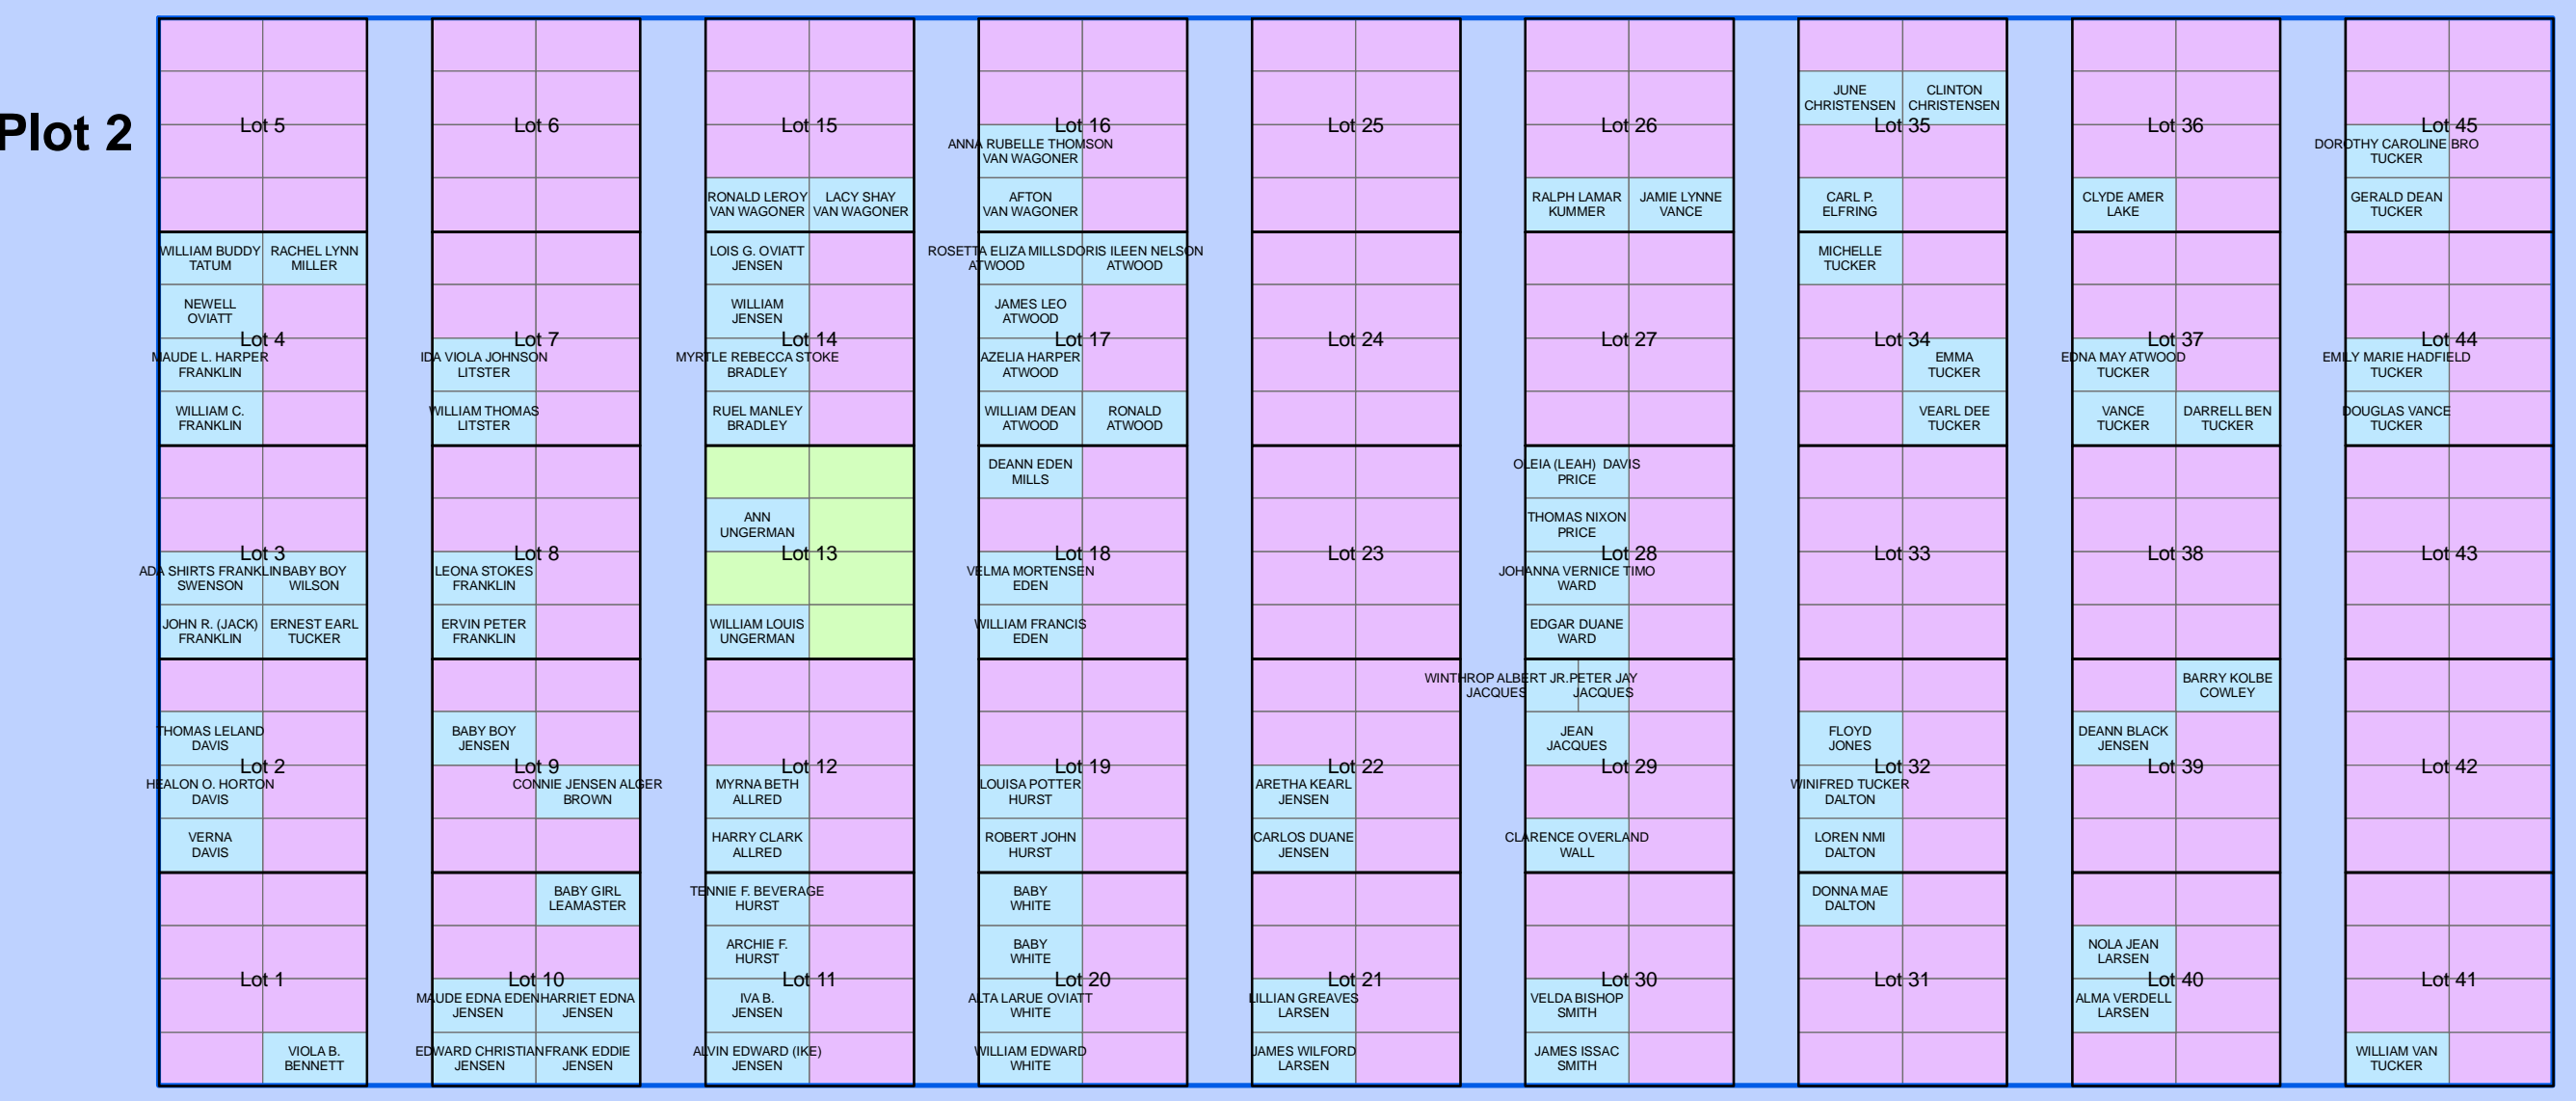 Plot 2
Lot 5
Lot 6
Lot 15
Lot 16
Lot 25
Lot 26
Lot 35
Lot 36
Lot 45
JUNE
CHRISTENSEN
CLINTON
CHRISTENSEN
ANNA RUBELLE THOMSON
VAN WAGONER
DOROTHY CAROLINE BRO
TUCKER
RONALD LEROY
VAN WAGONER
LACY SHAY
VAN WAGONER
AFTON
VAN WAGONER
RALPH LAMAR
KUMMER
JAMIE LYNNE
VANCE
CARL P.
ELFRING
CLYDE AMER
LAKE
GERALD DEAN
TUCKER
WILLIAM BUDDY
TATUM
RACHEL LYNN
MILLER
LOIS G. OVIATT
JENSEN
ROSETTA ELIZA MILLS
ATWOOD
DORIS ILEEN NELSON
ATWOOD
MICHELLE
TUCKER
NEWELL
OVIATT
WILLIAM
JENSEN
JAMES LEO
ATWOOD
Lot 4
Lot 7
Lot 14
Lot 17
Lot 24
Lot 27
Lot 34
Lot 37
Lot 44
MAUDE L. HARPER
FRANKLIN
IDA VIOLA JOHNSON
LITSTER
MYRTLE REBECCA STOKE
BRADLEY
AZELIA HARPER
ATWOOD
EMMA
TUCKER
EDNA MAY ATWOOD
TUCKER
EMILY MARIE HADFIELD
TUCKER
WILLIAM C.
FRANKLIN
WILLIAM THOMAS
LITSTER
RUEL MANLEY
BRADLEY
WILLIAM DEAN
ATWOOD
RONALD
ATWOOD
VEARL DEE
TUCKER
VANCE
TUCKER
DARRELL BEN
TUCKER
DOUGLAS VANCE
TUCKER
DEANN EDEN
MILLS
OLEIA (LEAH) DAVIS
PRICE
ANN
UNGERMAN
THOMAS NIXON
PRICE
Lot 3
Lot 8
Lot 13
Lot 18
Lot 23
Lot 28
Lot 33
Lot 38
Lot 43
ADA SHIRTS FRANKLIN
SWENSON
BABY BOY
WILSON
LEONA STOKES
FRANKLIN
VELMA MORTENSEN
EDEN
JOHANNA VERNICE TIMO
WARD
JOHN R. (JACK)
FRANKLIN
ERNEST EARL
TUCKER
ERVIN PETER
FRANKLIN
WILLIAM LOUIS
UNGERMAN
WILLIAM FRANCIS
EDEN
EDGAR DUANE
WARD
WINTHROP ALBERT JR.
JACQUES
PETER JAY
JACQUES
BARRY KOLBE
COWLEY
THOMAS LELAND
DAVIS
BABY BOY
JENSEN
JEAN
JACQUES
FLOYD
JONES
DEANN BLACK
JENSEN
Lot 2
Lot 9
Lot 12
Lot 19
Lot 22
Lot 29
Lot 32
Lot 39
Lot 42
HEALON O. HORTON
DAVIS
CONNIE JENSEN ALGER
BROWN
MYRNA BETH
ALLRED
LOUISA POTTER
HURST
ARETHA KEARL
JENSEN
WINIFRED TUCKER
DALTON
VERNA
DAVIS
HARRY CLARK
ALLRED
ROBERT JOHN
HURST
CARLOS DUANE
JENSEN
CLARENCE OVERLAND
WALL
LOREN NMI
DALTON
BABY GIRL
LEAMASTER
TENNIE F. BEVERAGE
HURST
BABY
WHITE
DONNA MAE
DALTON
ARCHIE F.
HURST
BABY
WHITE
NOLA JEAN
LARSEN
Lot 1
Lot 10
Lot 11
Lot 20
Lot 21
Lot 30
Lot 31
Lot 40
Lot 41
MAUDE EDNA EDEN
JENSEN
HARRIET EDNA
JENSEN
IVA B.
JENSEN
ALTA LARUE OVIATT
WHITE
LILLIAN GREAVES
LARSEN
VELDA BISHOP
SMITH
ALMA VERDELL
LARSEN
VIOLA B.
BENNETT
EDWARD CHRISTIAN
JENSEN
FRANK EDDIE
JENSEN
ALVIN EDWARD (IKE)
JENSEN
WILLIAM EDWARD
WHITE
JAMES WILFORD
LARSEN
JAMES ISSAC
SMITH
WILLIAM VAN
TUCKER